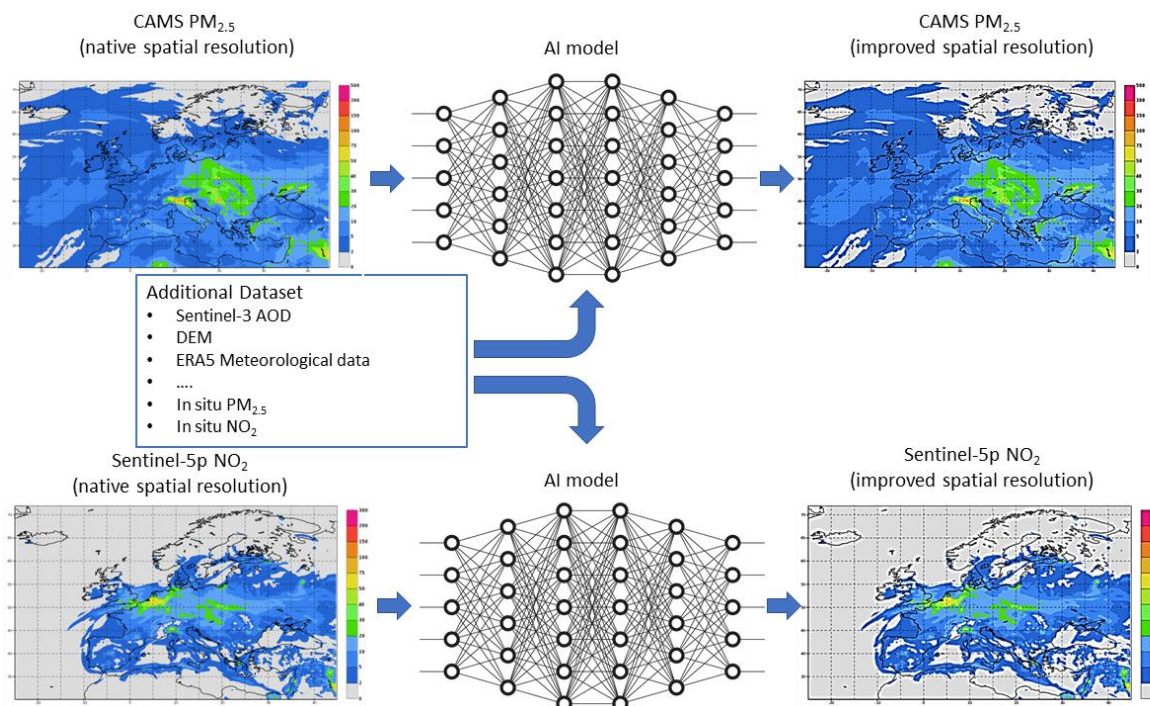 CAMS PM2.5
(native spatial resolution)
AI model
CAMS PM2.5
(improved spatial resolution)
Additional Dataset
• Sentinel-3 AOD
• DEM
• ERA5 Meteorological data
• ....
• In situ PM2.5
• In situ NO2
Sentinel-5p NO2
(native spatial resolution)
AI model
Sentinel-5p NO2
(improved spatial resolution)